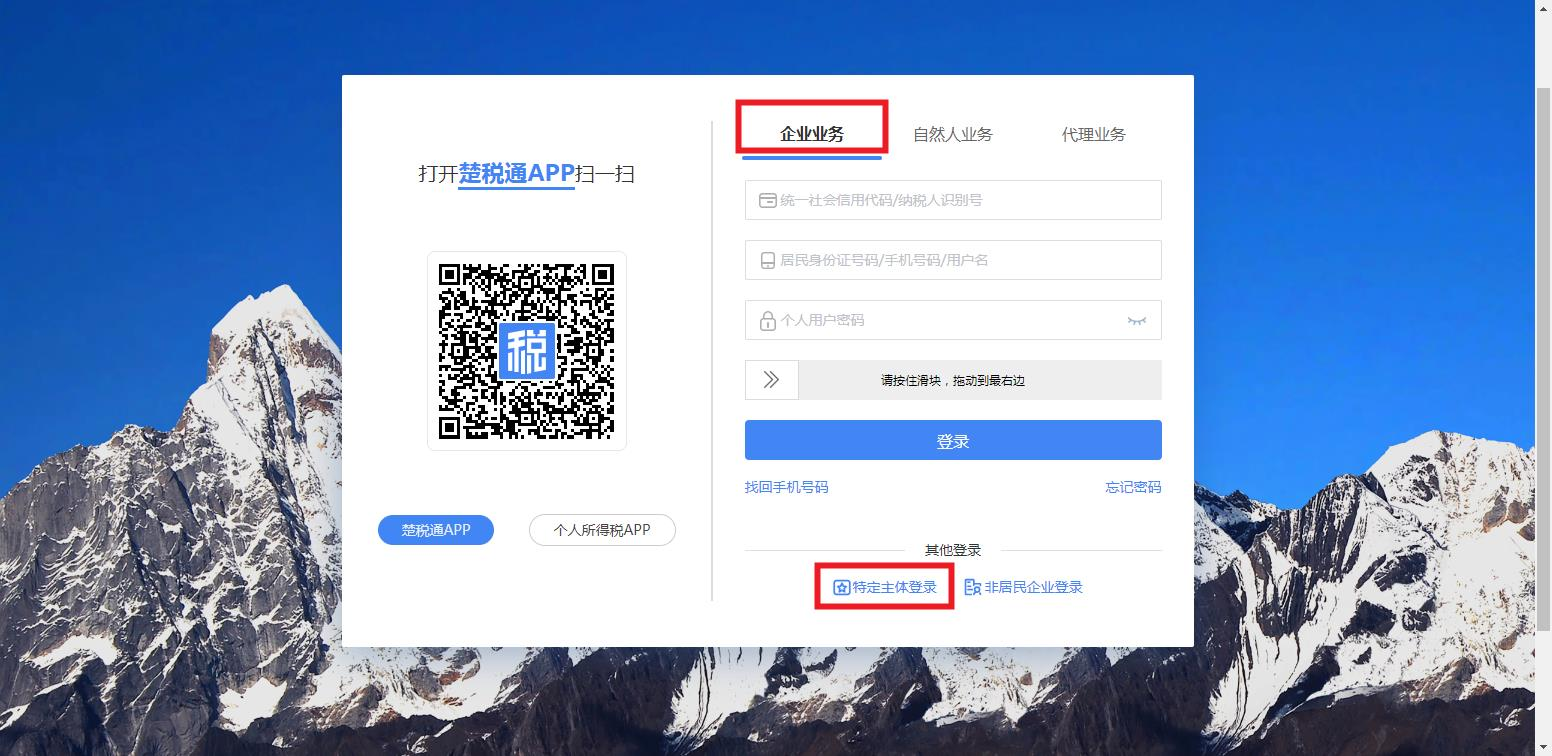 打开楚税通APP扫一扫
税
楚税通APP
个人所得税APP
企业业务
自然人业务
代理业务
统一社会信用代码/纳税人识别号
居民身份证号码/手机号码/用户名
个人用户密码
请按住滑块，拖动到最右边
登录
找回手机号码
忘记密码
其他登录
特定主体登录
非居民企业登录